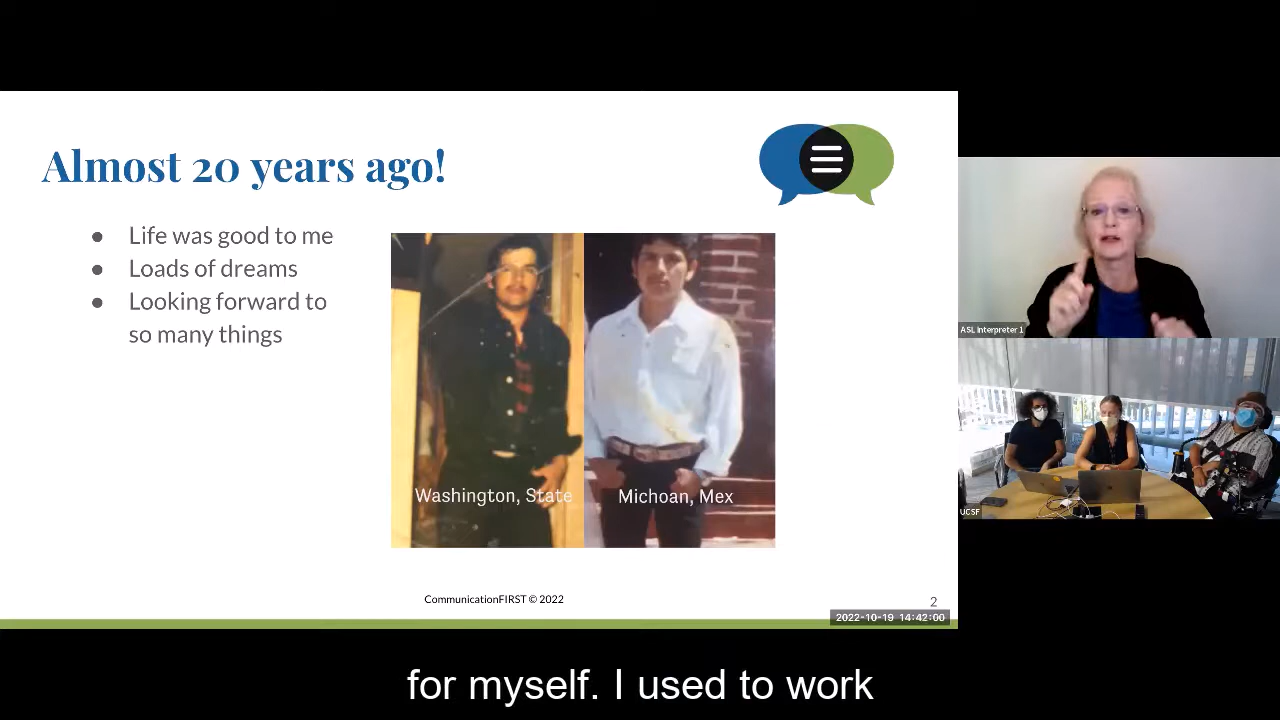 Almost 20 years ago!
● Life was good to me
● Loads of dreams
● Looking forward to
so many things
Washington, State
Michoan, Mex
CommunicationFIRST © 2022
2
2022-10-19 14:42:00
ASL Interpreter 1
UCSF
for myself. I used to work